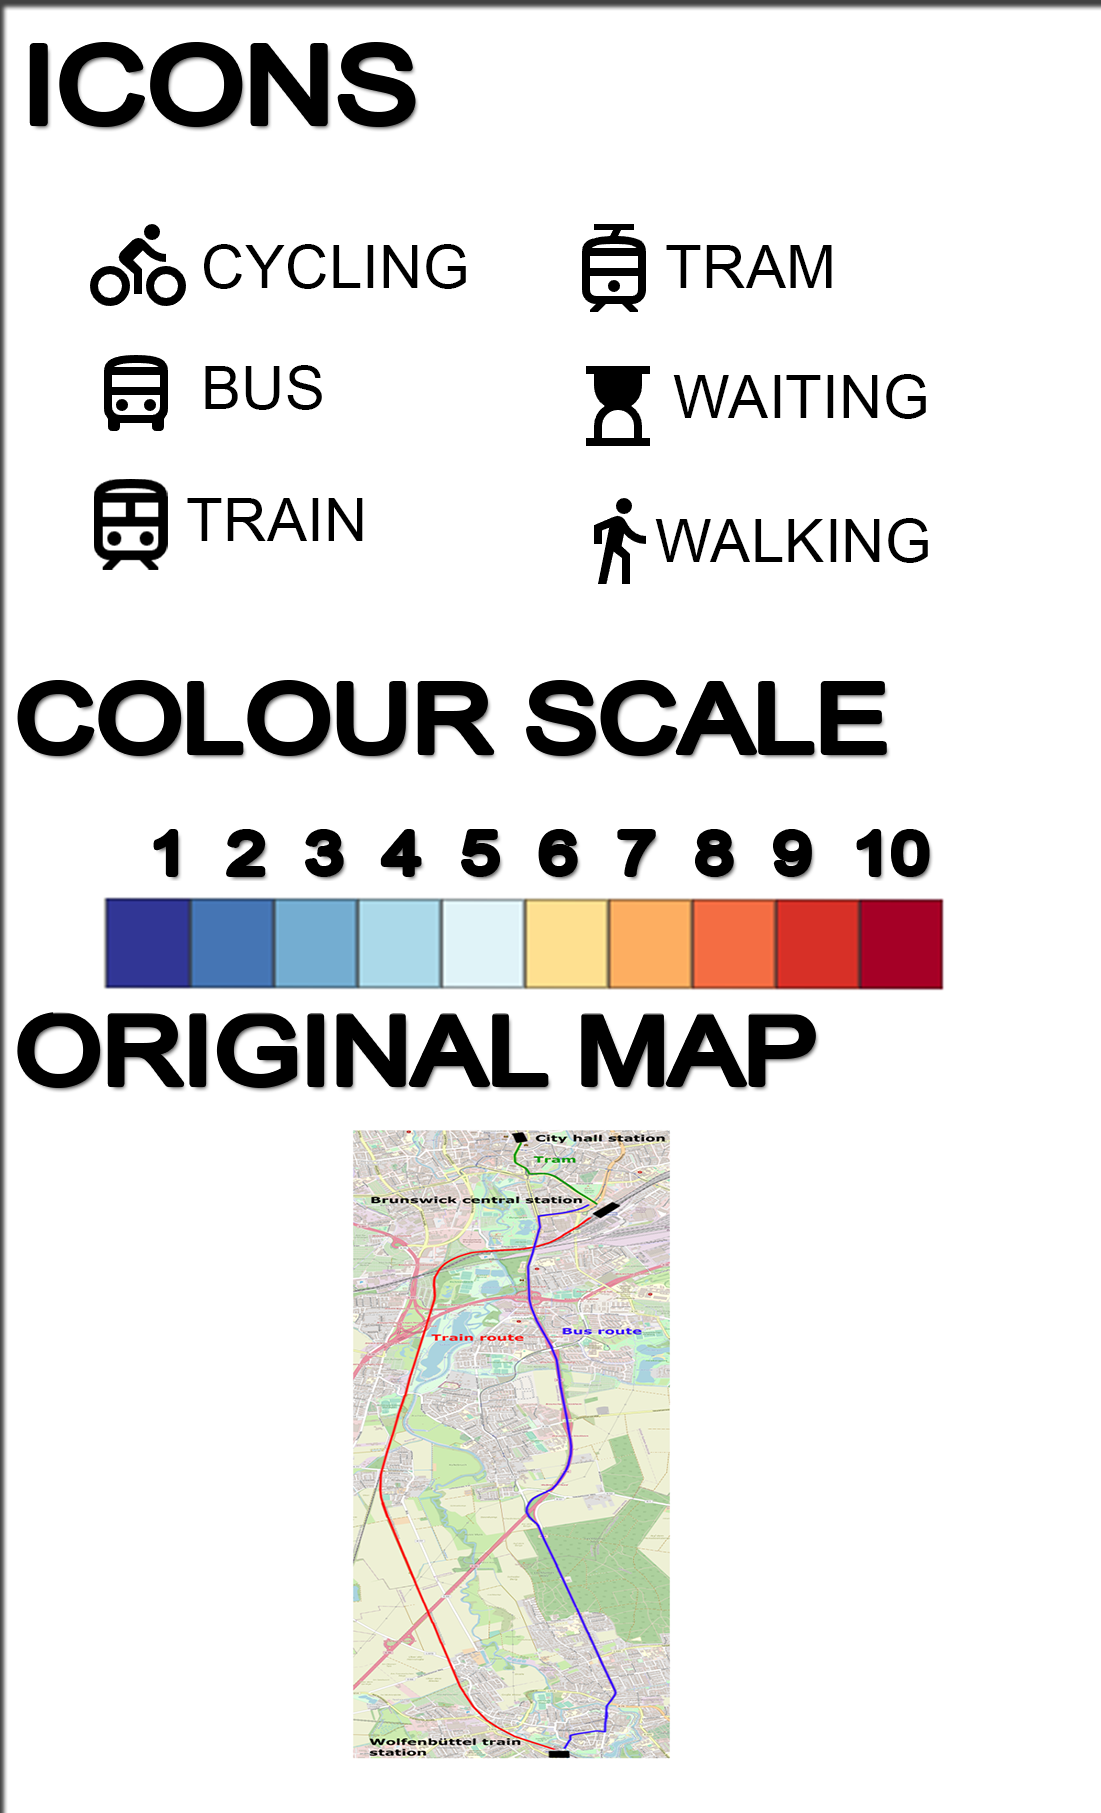 ICONS
CYCLING
TRAM
BUS
WAITING
TRAIN
WALKING
COLOUR SCALE
1 2 3 4 5 6 7 8 9 10
ORIGINAL MAP
City hall station
Tram
Brunswick central station
Train route
Bus route
Wolfenbüttel train
station